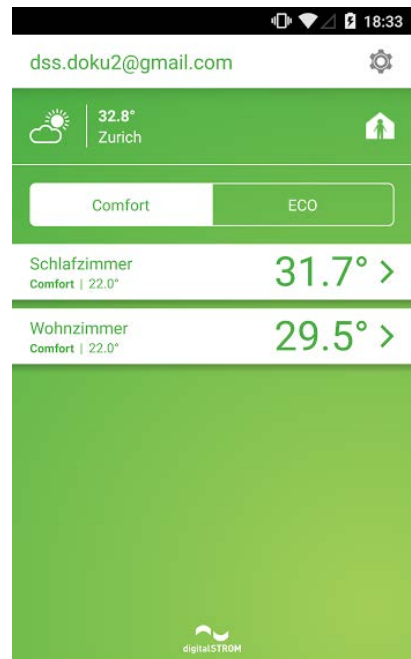 18:33
dss.doku2@gmail.com
32.8°
Zurich
Comfort ECO
Schlafzimmer
31.7°
Comfort | 22.0°
Wohnzimmer
29.5°
Comfort | 22.0°
digitalSTROM